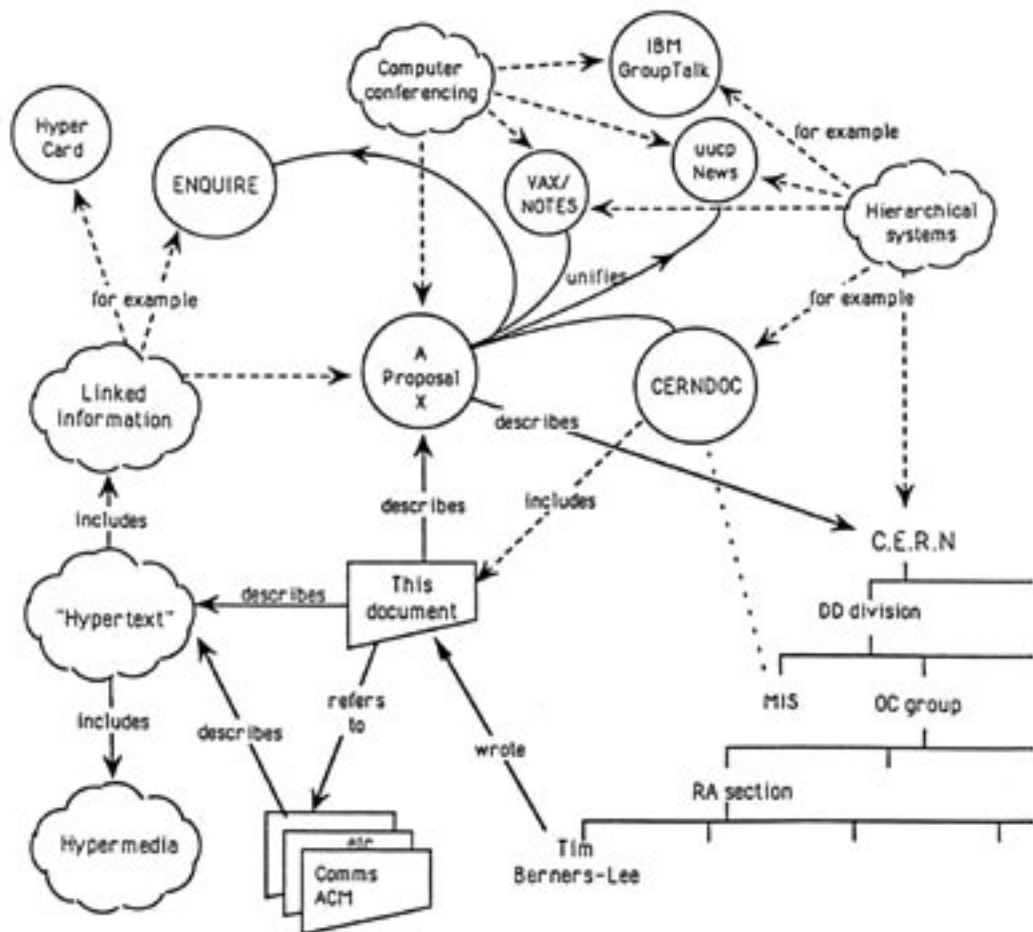 IBM
GroupTalk
Computer
conferencing
Hyper
Card
for example
uucp
News
ENQUIRE
VAX/
NOTES
Hierarchical
systems
unifies
for example
for example
A
Proposal
X
CERNDOC
Linked
information
describes
describes
includes
includes
C.E.R.N
This
document
describes
"Hypertext"
DD division
refers
to
MIS
OC group
includes
describes
wrote
RA section
Hypermedia
Comms
ACM
Tim
Berners-Lee